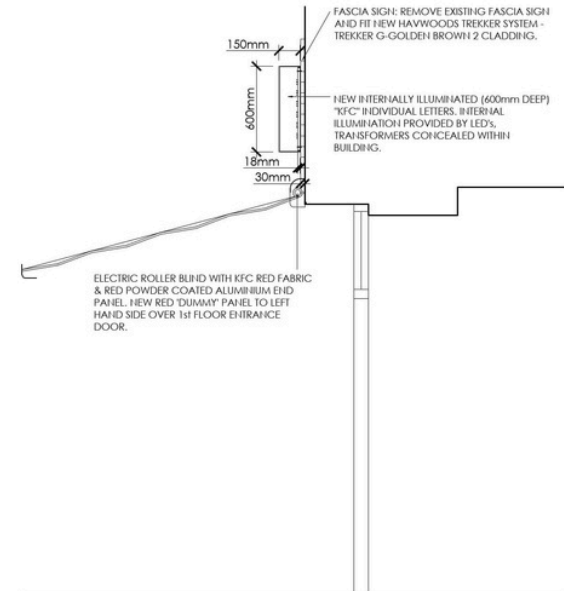 FASCIA SIGN: REMOVE EXISTING FASCIA SIGN
AND FIT NEW HAVWOODS TREKKER SYSTEM -
TREKKER G-GOLDEN BROWN 2 CLADDING.
150mm
600mm
NEW INTERNALLY ILLUMINATED (600mm DEEP)
"KFC" INDIVIDUAL LETTERS. INTERNAL
ILLUMINATION PROVIDED BY LED's,
TRANSFORMERS CONCEALED WITHIN
BUILDING.
18mm
30mm
ELECTRIC ROLLER BLIND WITH KFC RED FABRIC
& RED POWDER COATED ALUMINIUM END
PANEL. NEW RED 'DUMMY' PANEL TO LEFT
HAND SIDE OVER 1st FLOOR ENTRANCE
DOOR.